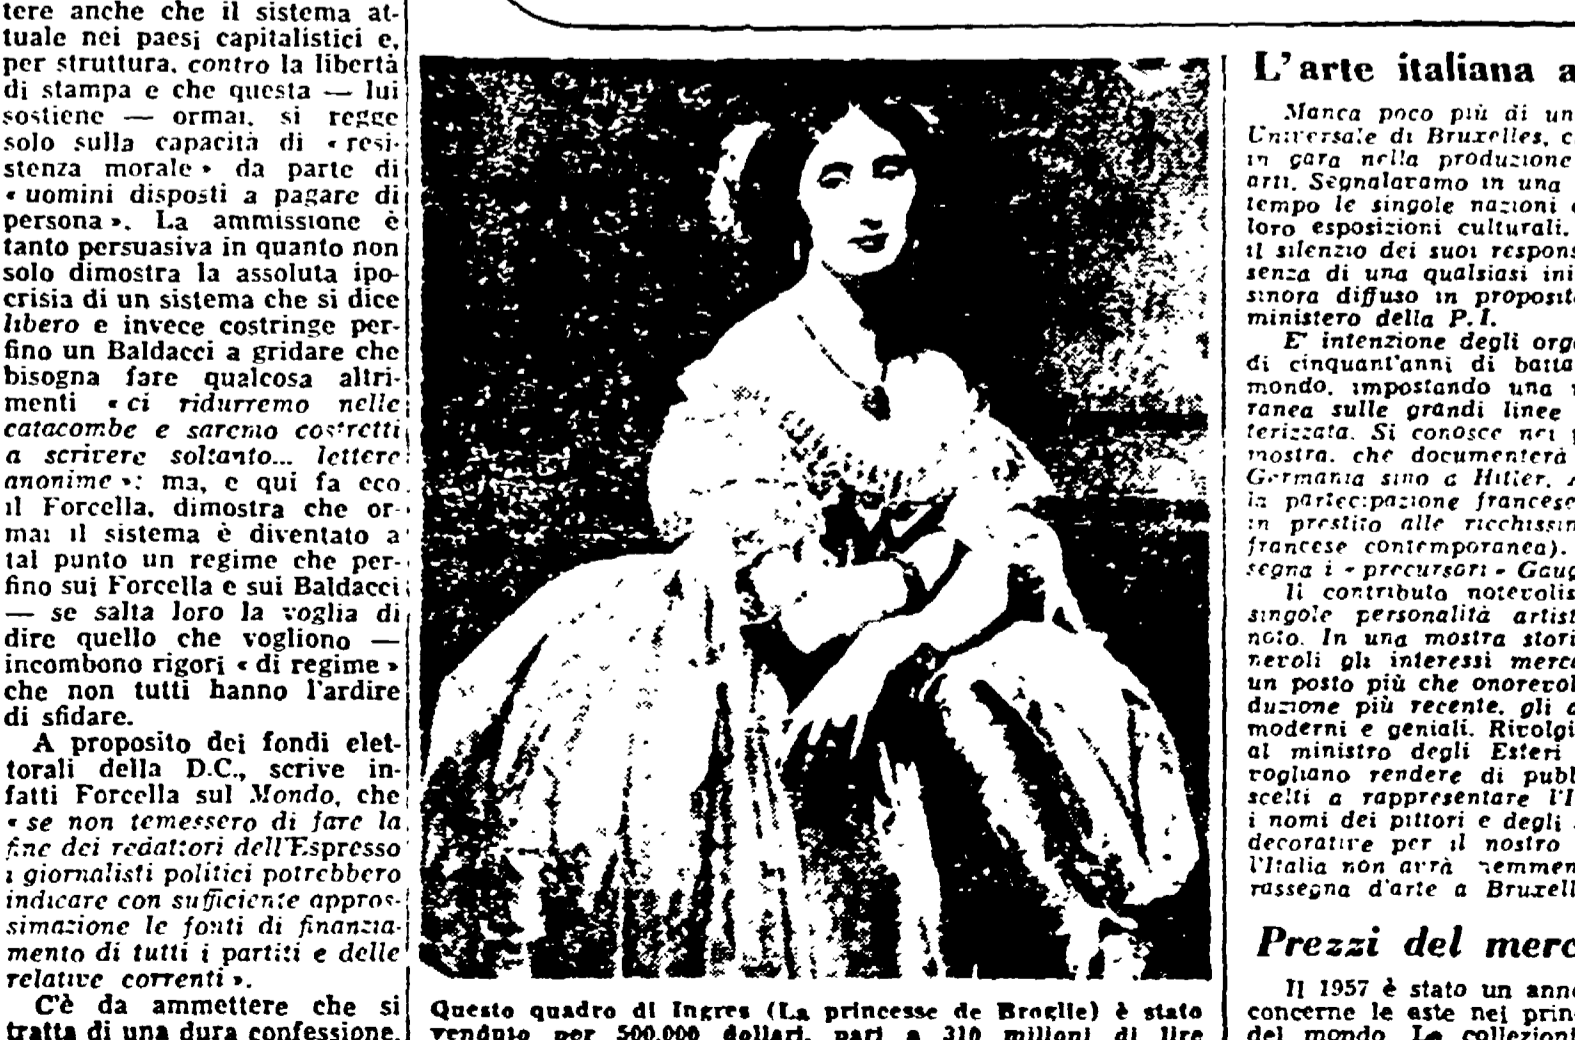 tere anche che il sistema at-
tuale nei paesi capitalistici e,
per struttura, contro la libertà
di stampa e che questa — lui
sostiene — ormai, si regge
solo sulla capacità di « resi-
stenza morale » da parte di
« uomini disposti a pagare di
persona ». La ammissione è
tanto persuasiva in quanto non
solo dimostra la assoluta ipo-
crisia di un sistema che si dice
libero e invece costringe per-
fino un Baldacci a gridare che
bisogna fare qualcosa altri-
menti « ci ridurremo nelle
catacombe e saremo costretti
a scrivere soltanto... lettere
anonime »: ma, e qui fa eco
il Forcella, dimostra che or-
mai il sistema è diventato a
tal punto un regime che per-
fino sui Forcella e sui Baldacci
— se salta loro la voglia di
dire quello che vogliono —
incombono rigori « di regime »
che non tutti hanno l'ardire
di sfidare.
A proposito dei fondi elet-
torali della D.C., scrive in-
fatti Forcella sul Mondo, che
« se non temessero di fare la
fine dei redattori dell'Espresso
i giornalisti politici potrebbero
indicare con sufficiente appros-
simazione le fonti di finanzia-
mento di tutti i partiti e delle
relative correnti ».
C'è da ammettere che si
tratta di una dura confessione.
Questo quadro di Ingres (La princesse de Broglie) è stato
venduto per 500.000 dollari, pari a 310 milioni di lire
L'arte italiana a
Manca poco più di un
Universale di Bruxelles, c
in gara nella produzione
arti. Segnalavamo in una
tempo le singole nazioni
loro esposizioni culturali.
il silenzio dei suoi respons
senza di una qualsiasi ini
sinora diffuso in proposito
ministero della P.I.
E' intenzione degli orga
di cinquant'anni di batta
mondo, impostando una
ranea sulle grandi linee
terizzata. Si conosce nei
mostra, che documenterà
Germania sino a Hitler.
la partecipazione francese
in prestito alle ricchissim
francese contemporanea).
segna i « precursori » Gaug
Il contributo notevolis
singole personalità artist
noto. In una mostra stori
nevoli gli interessi merca
un posto più che onorevol
duzione più recente, gli a
moderni e geniali. Rivolgi
al ministro degli Esteri
vogliano rendere di pubb
scelti a rappresentare l'I
i nomi dei pittori e degli
decorative per il nostro
l'Italia non avrà nemmen
rassegna d'arte a Bruxell
Prezzi del merc
Il 1957 è stato un anno
concerne le aste nei prin
del mondo. Le collezioni